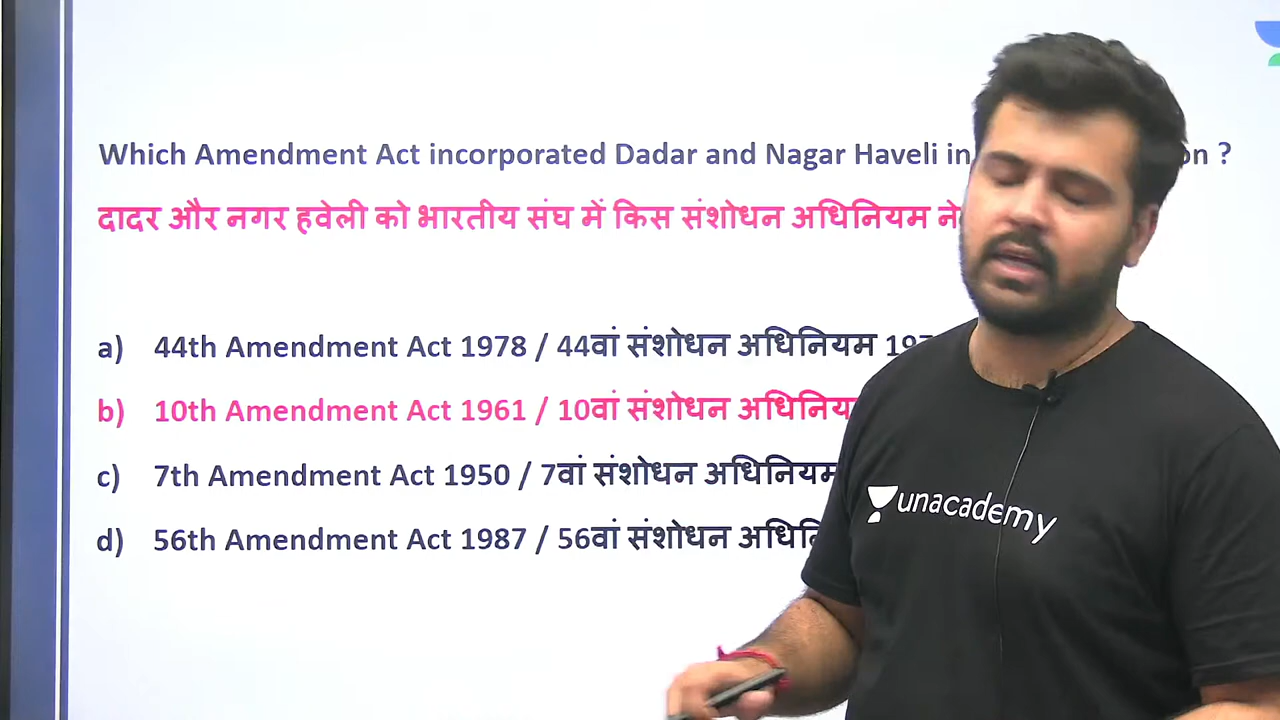 Which Amendment Act incorporated Dadar and Nagar Haveli in on ?
दादर और नगर हवेली को भारतीय संघ में किस संशोधन अधिनियम ने
a) 44th Amendment Act 1978 / 44वां संशोधन अधिनियम
b) 10th Amendment Act 1961 / 10वां संशोधन
c) 7th Amendment Act 1950 / 7वां संशोधन अधिनियम
d) 56th Amendment Act 1987 / 56वां संशोधन
unacademy